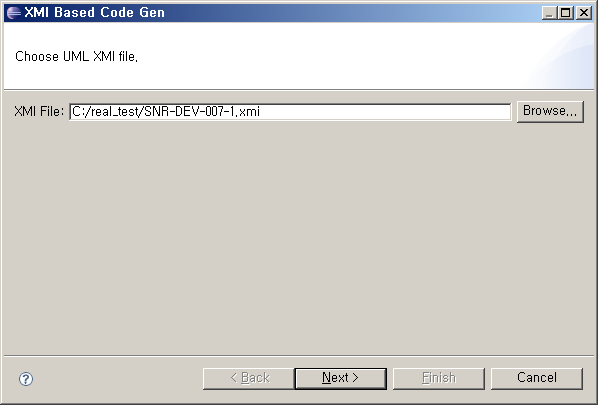 XMI Based Code Gen
Choose UML XMI file.
XMI File: C:/real_test/SNR-DEV-007-1.xmi Browse...
< Back Next > Finish Cancel